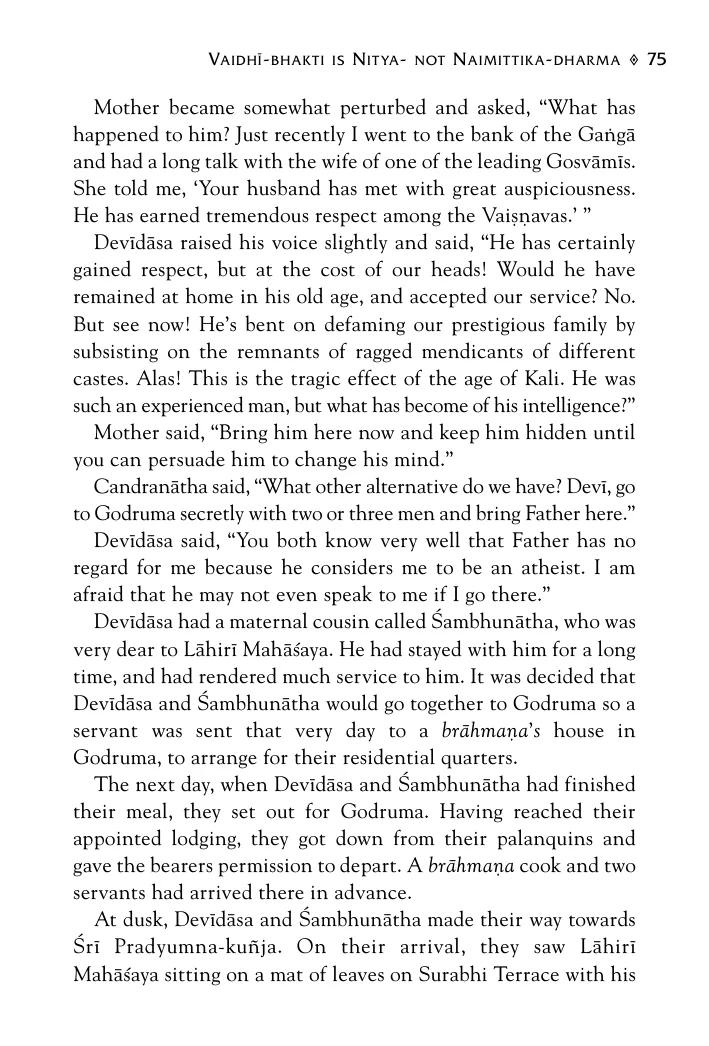 Vaidhī-bhakti is Nitya- not Naimittika-dharma ◈ 75
Mother became somewhat perturbed and asked, “What has
happened to him? Just recently I went to the bank of the Gaṅgā
and had a long talk with the wife of one of the leading Gosvāmīs.
She told me, ‘Your husband has met with great auspiciousness.
He has earned tremendous respect among the Vaiṣṇavas.’ ”
Devīdāsa raised his voice slightly and said, “He has certainly
gained respect, but at the cost of our heads! Would he have
remained at home in his old age, and accepted our service? No.
But see now! He’s bent on defaming our prestigious family by
subsisting on the remnants of ragged mendicants of different
castes. Alas! This is the tragic effect of the age of Kali. He was
such an experienced man, but what has become of his intelligence?”
Mother said, “Bring him here now and keep him hidden until
you can persuade him to change his mind.”
Candranātha said, “What other alternative do we have? Devī, go
to Godruma secretly with two or three men and bring Father here.”
Devīdāsa said, “You both know very well that Father has no
regard for me because he considers me to be an atheist. I am
afraid that he may not even speak to me if I go there.”
Devīdāsa had a maternal cousin called Śambhunātha, who was
very dear to Lāhirī Mahāśaya. He had stayed with him for a long
time, and had rendered much service to him. It was decided that
Devīdāsa and Śambhunātha would go together to Godruma so a
servant was sent that very day to a brāhmaṇa’s house in
Godruma, to arrange for their residential quarters.
The next day, when Devīdāsa and Śambhunātha had finished
their meal, they set out for Godruma. Having reached their
appointed lodging, they got down from their palanquins and
gave the bearers permission to depart. A brāhmaṇa cook and two
servants had arrived there in advance.
At dusk, Devīdāsa and Śambhunātha made their way towards
Śrī Pradyumna-kuñja. On their arrival, they saw Lāhirī
Mahāśaya sitting on a mat of leaves on Surabhi Terrace with his